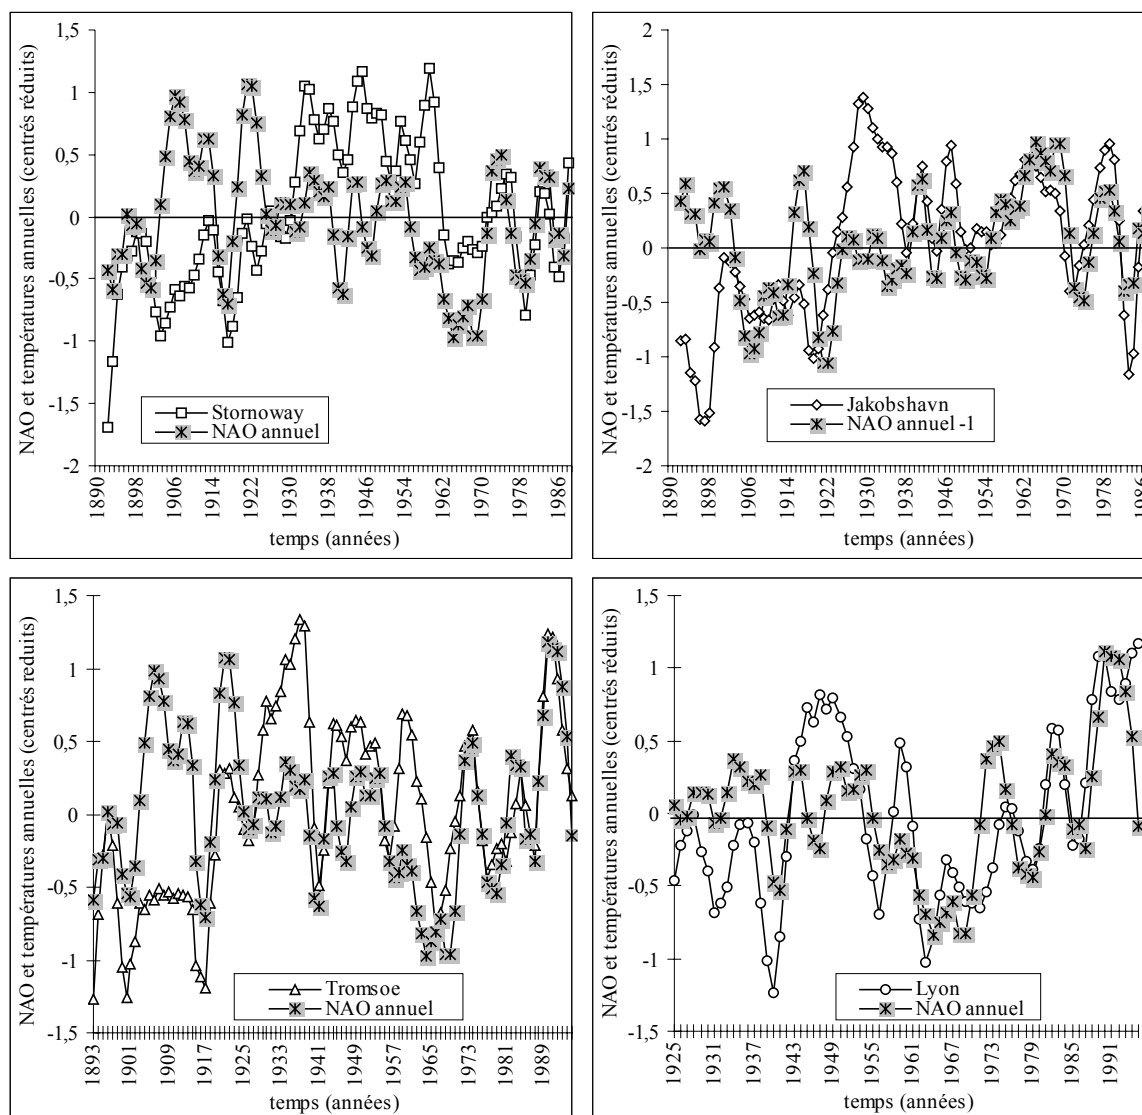 NAO et températures annuelles (centrés réduits)
1,5
1
0,5
0
-0,5
-1
-1,5
-2
Stornoway
NAO annuel
1890 1898 1906 1914 1922 1930 1938 1946 1954 1962 1970 1978 1986
temps (années)
NAO et températures annuelles (centrés réduits)
2
1,5
1
0,5
0
-0,5
-1
-1,5
2
Jakobshavn
NAO annuel -1
1890 1898 1906 1914 1922 1930 1938 1946 1954 1962 1970 1978 1986
temps (années)
NAO et températures annuelles (centrés réduits)
1,5
1
0,5
0
-0,5
-1
-1,5
Tromsoe
NAO annuel
1893 1901 1909 1917 1925 1933 1941 1949 1957 1965 1973 1981 1989
temps (années)
NAO et températures annuelles (centrés réduits)
1,5
1
0,5
0
-0,5
-1
-1,5
Lyon
NAO annuel
1925 1931 1937 1943 1949 1955 1961 1967 1973 1979 1985 1991
temps (années)